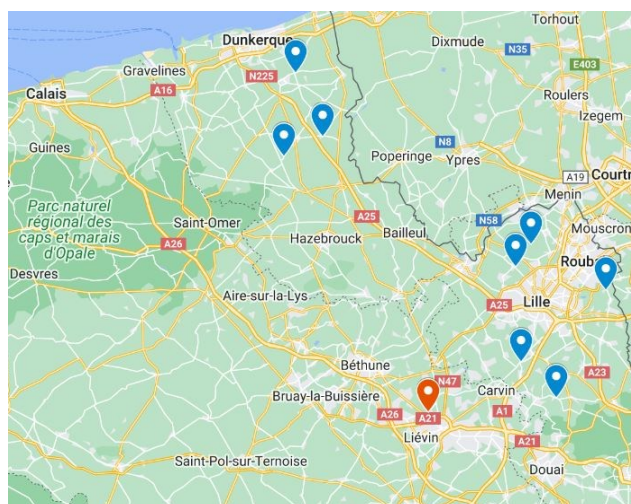 Torhout
Dunkerque
Dixmude
N35
Gravelines
E403
N225
Roulers
Calais
A16
Izegem
Guines
N8
Poperinge
Ypres
A19
Courtr
Menin
Parc naturel
régional des
caps et marais
d'Opale
Saint-Omer
A25
N58
Mouscron
A26
Hazebrouck
Bailleul
Rouba
Desvres
Aire-sur-la-Lys
A25
Lille
Béthune
N47
A23
Bruay-la-Buissière
Carvin
A26
A21
A1
Liévin
A21
Saint-Pol-sur-Ternoise
Douai